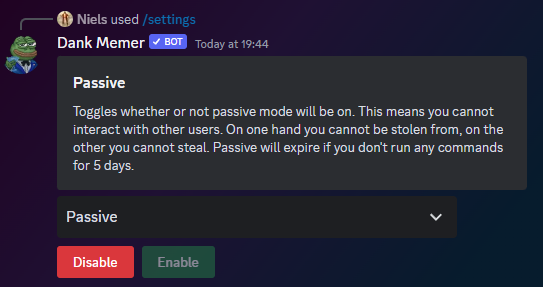 Niels used /settings
Dank Memer ✓ BOT Today at 19:44
Passive
Toggles whether or not passive mode will be on. This means you cannot
interact with other users. On one hand you cannot be stolen from, on the
other you cannot steal. Passive will expire if you don't run any commands
for 5 days.
Passive
Disable Enable